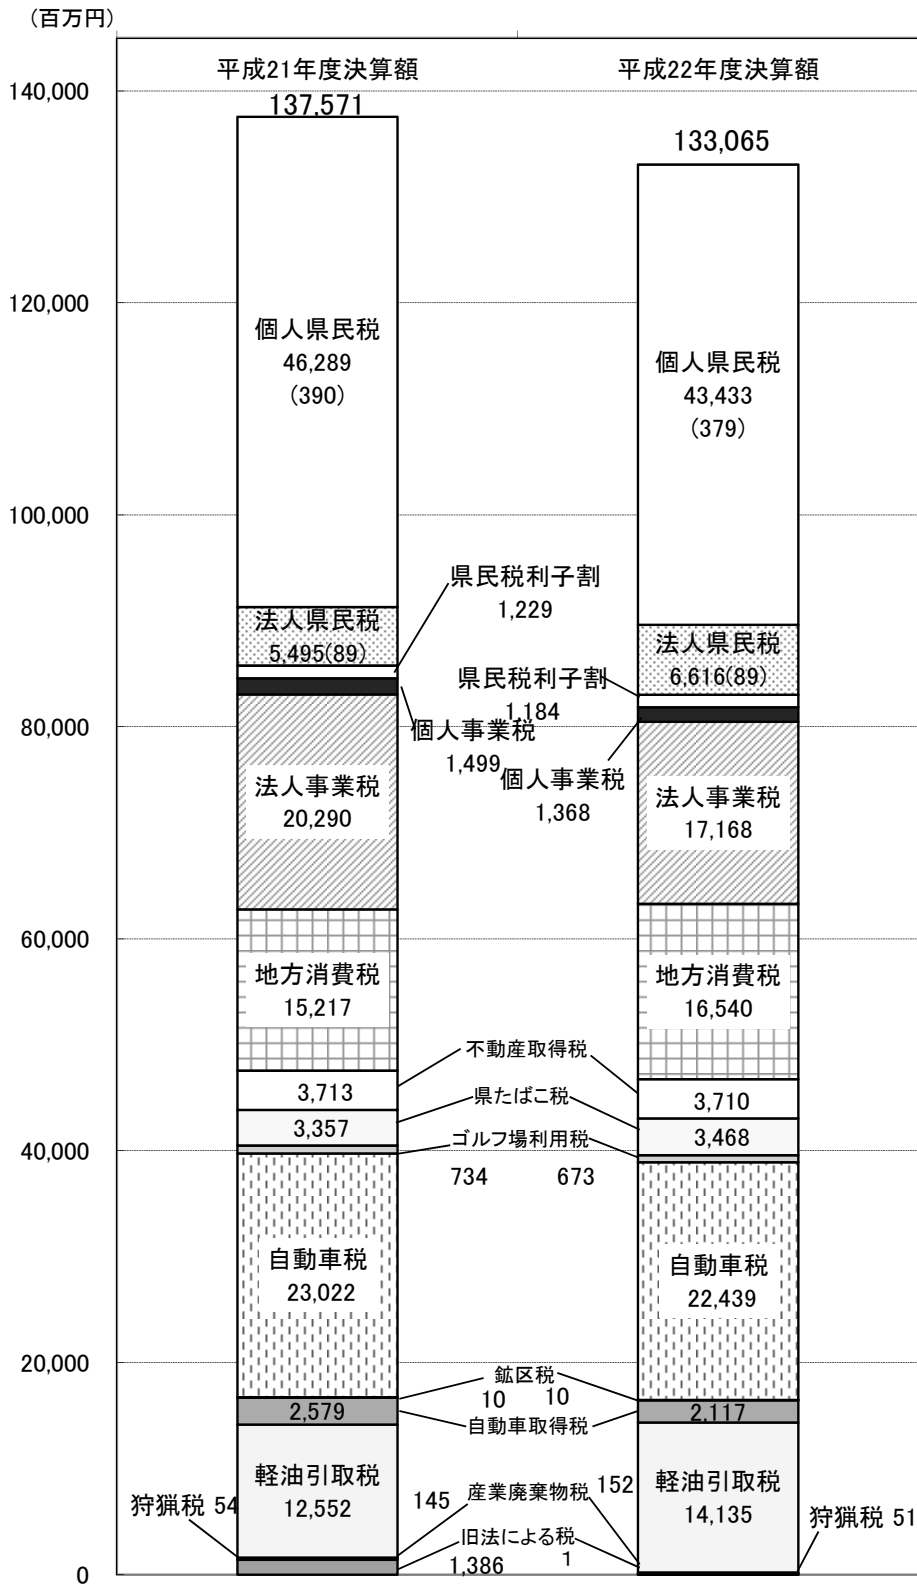 (百万円)
平成21年度決算額
平成22年度決算額
140,000
137,571
133,065
120,000
個人県民税
46,289
(390)
個人県民税
43,433
(379)
100,000
県民税利子割
1,229
法人県民税
5,495(89)
法人県民税
6,616(89)
県民税利子割
1,184
80,000
個人事業税
1,499
個人事業税
1,368
法人事業税
20,290
法人事業税
17,168
60,000
地方消費税
15,217
地方消費税
16,540
不動産取得税
3,713
3,710
県たばこ税
3,357
3,468
40,000
ゴルフ場利用税
734
673
自動車税
23,022
自動車税
22,439
20,000
鉱区税
10
10
2,579
自動車取得税
2,117
軽油引取税
12,552
軽油引取税
14,135
狩猟税 54
145
産業廃棄物税
152
狩猟税 51
旧法による税
1,386
1
0